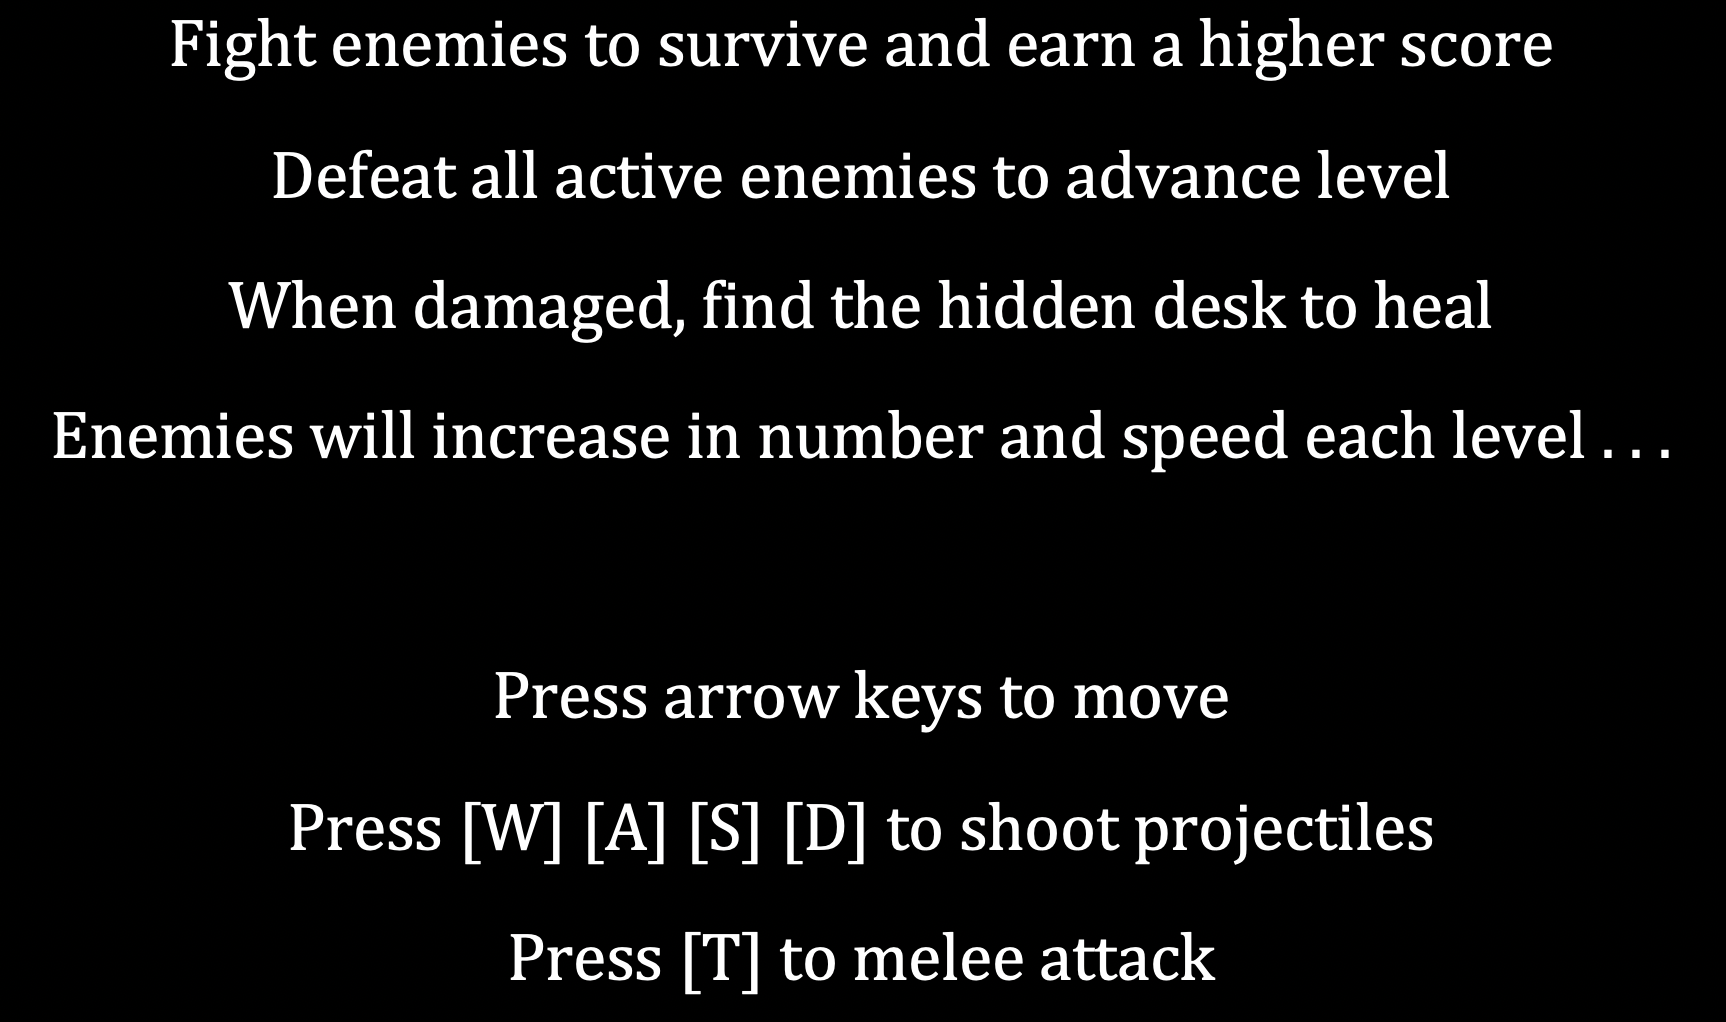 Fight enemies to survive and earn a higher score
Defeat all active enemies to advance level
When damaged, find the hidden desk to heal
Enemies will increase in number and speed each level . . .
Press arrow keys to move
Press [W] [A] [S] [D] to shoot projectiles
Press [T] to melee attack